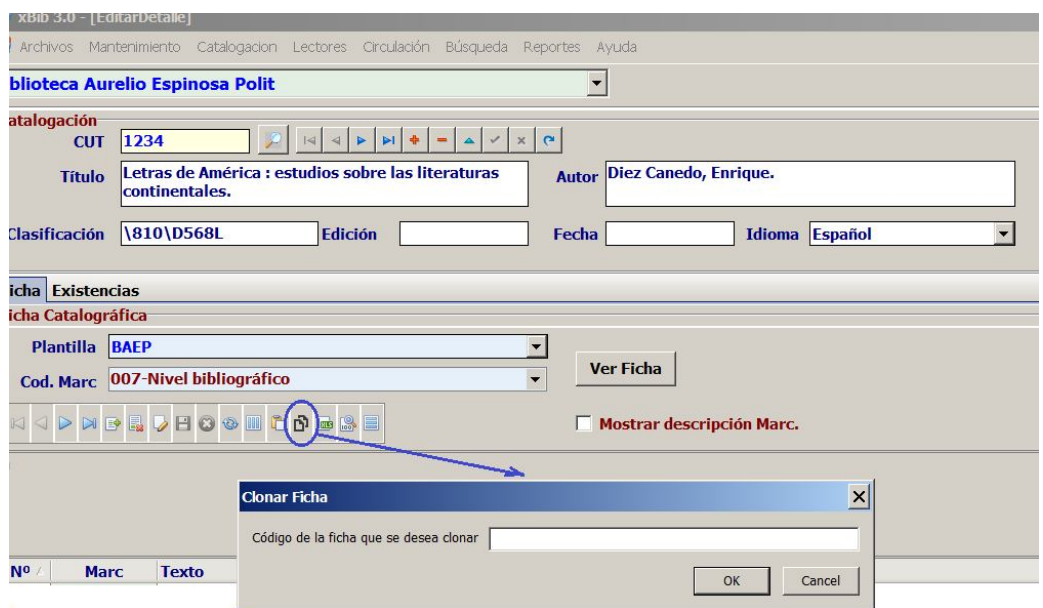 xBib 3.0 - [EditarDetalle]
Archivos Mantenimiento Catalogacion Lectores Circulación Búsqueda Reportes Ayuda
blioteca Aurelio Espinosa Polit
atalogación
CUT 1234
Título Letras de América : estudios sobre las literaturas continentales. Autor Diez Canedo, Enrique.
Clasificación \810\D568L Edición Fecha Idioma Español
icha Existencias
icha Catalográfica
Plantilla BAEP
Ver Ficha
Cod. Marc 007-Nivel bibliográfico
Mostrar descripción Marc.
Clonar Ficha
Código de la ficha que se desea clonar
OK Cancel
Nº Marc Texto